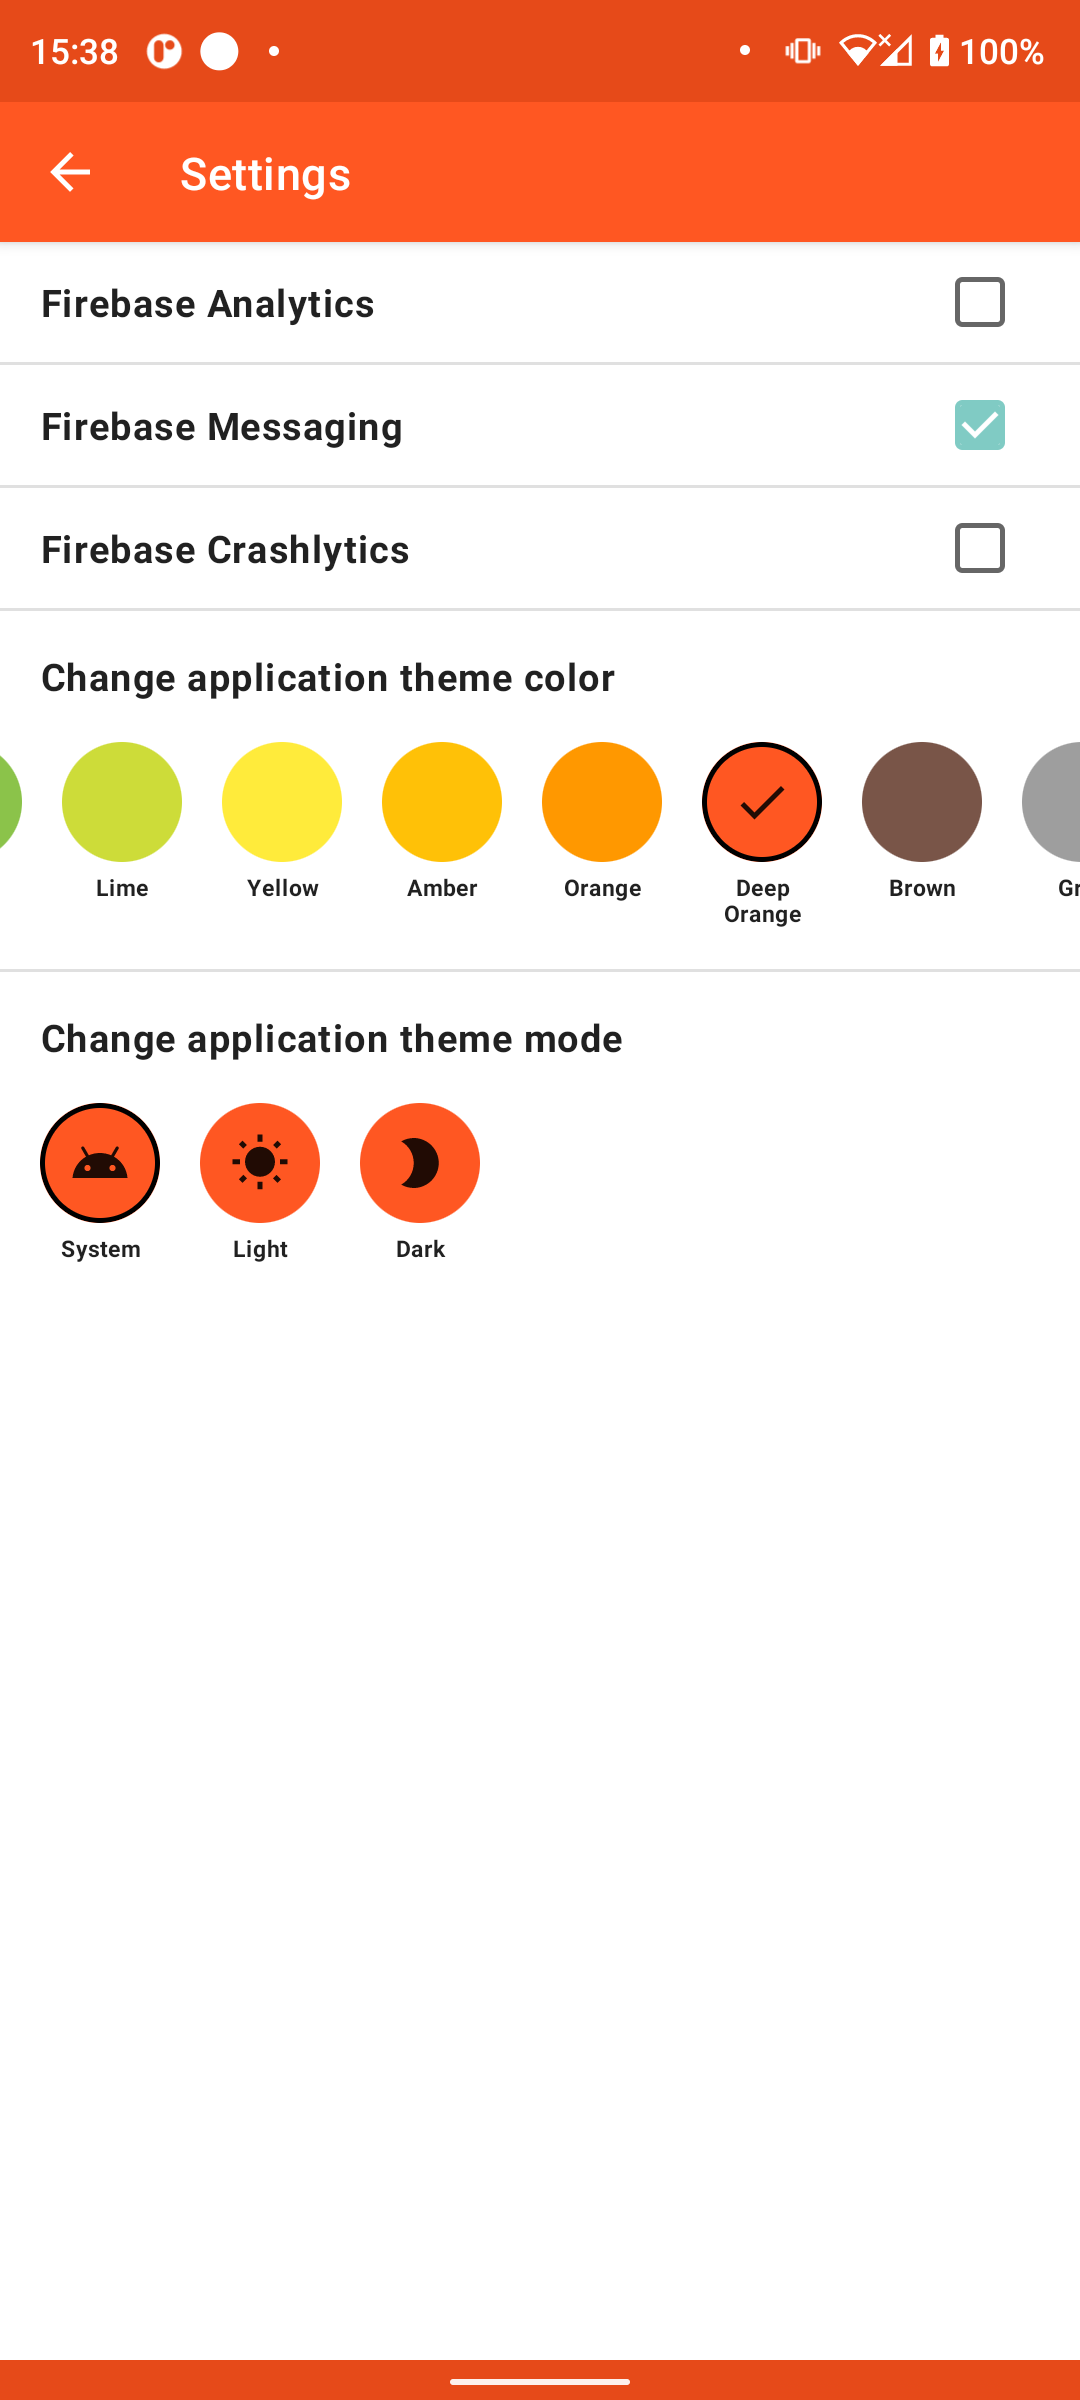 15:38
100%
Settings
Firebase Analytics
Firebase Messaging
Firebase Crashlytics
Change application theme color
Lime
Yellow
Amber
Orange
Deep
Orange
Brown
Gr
Change application theme mode
System
Light
Dark